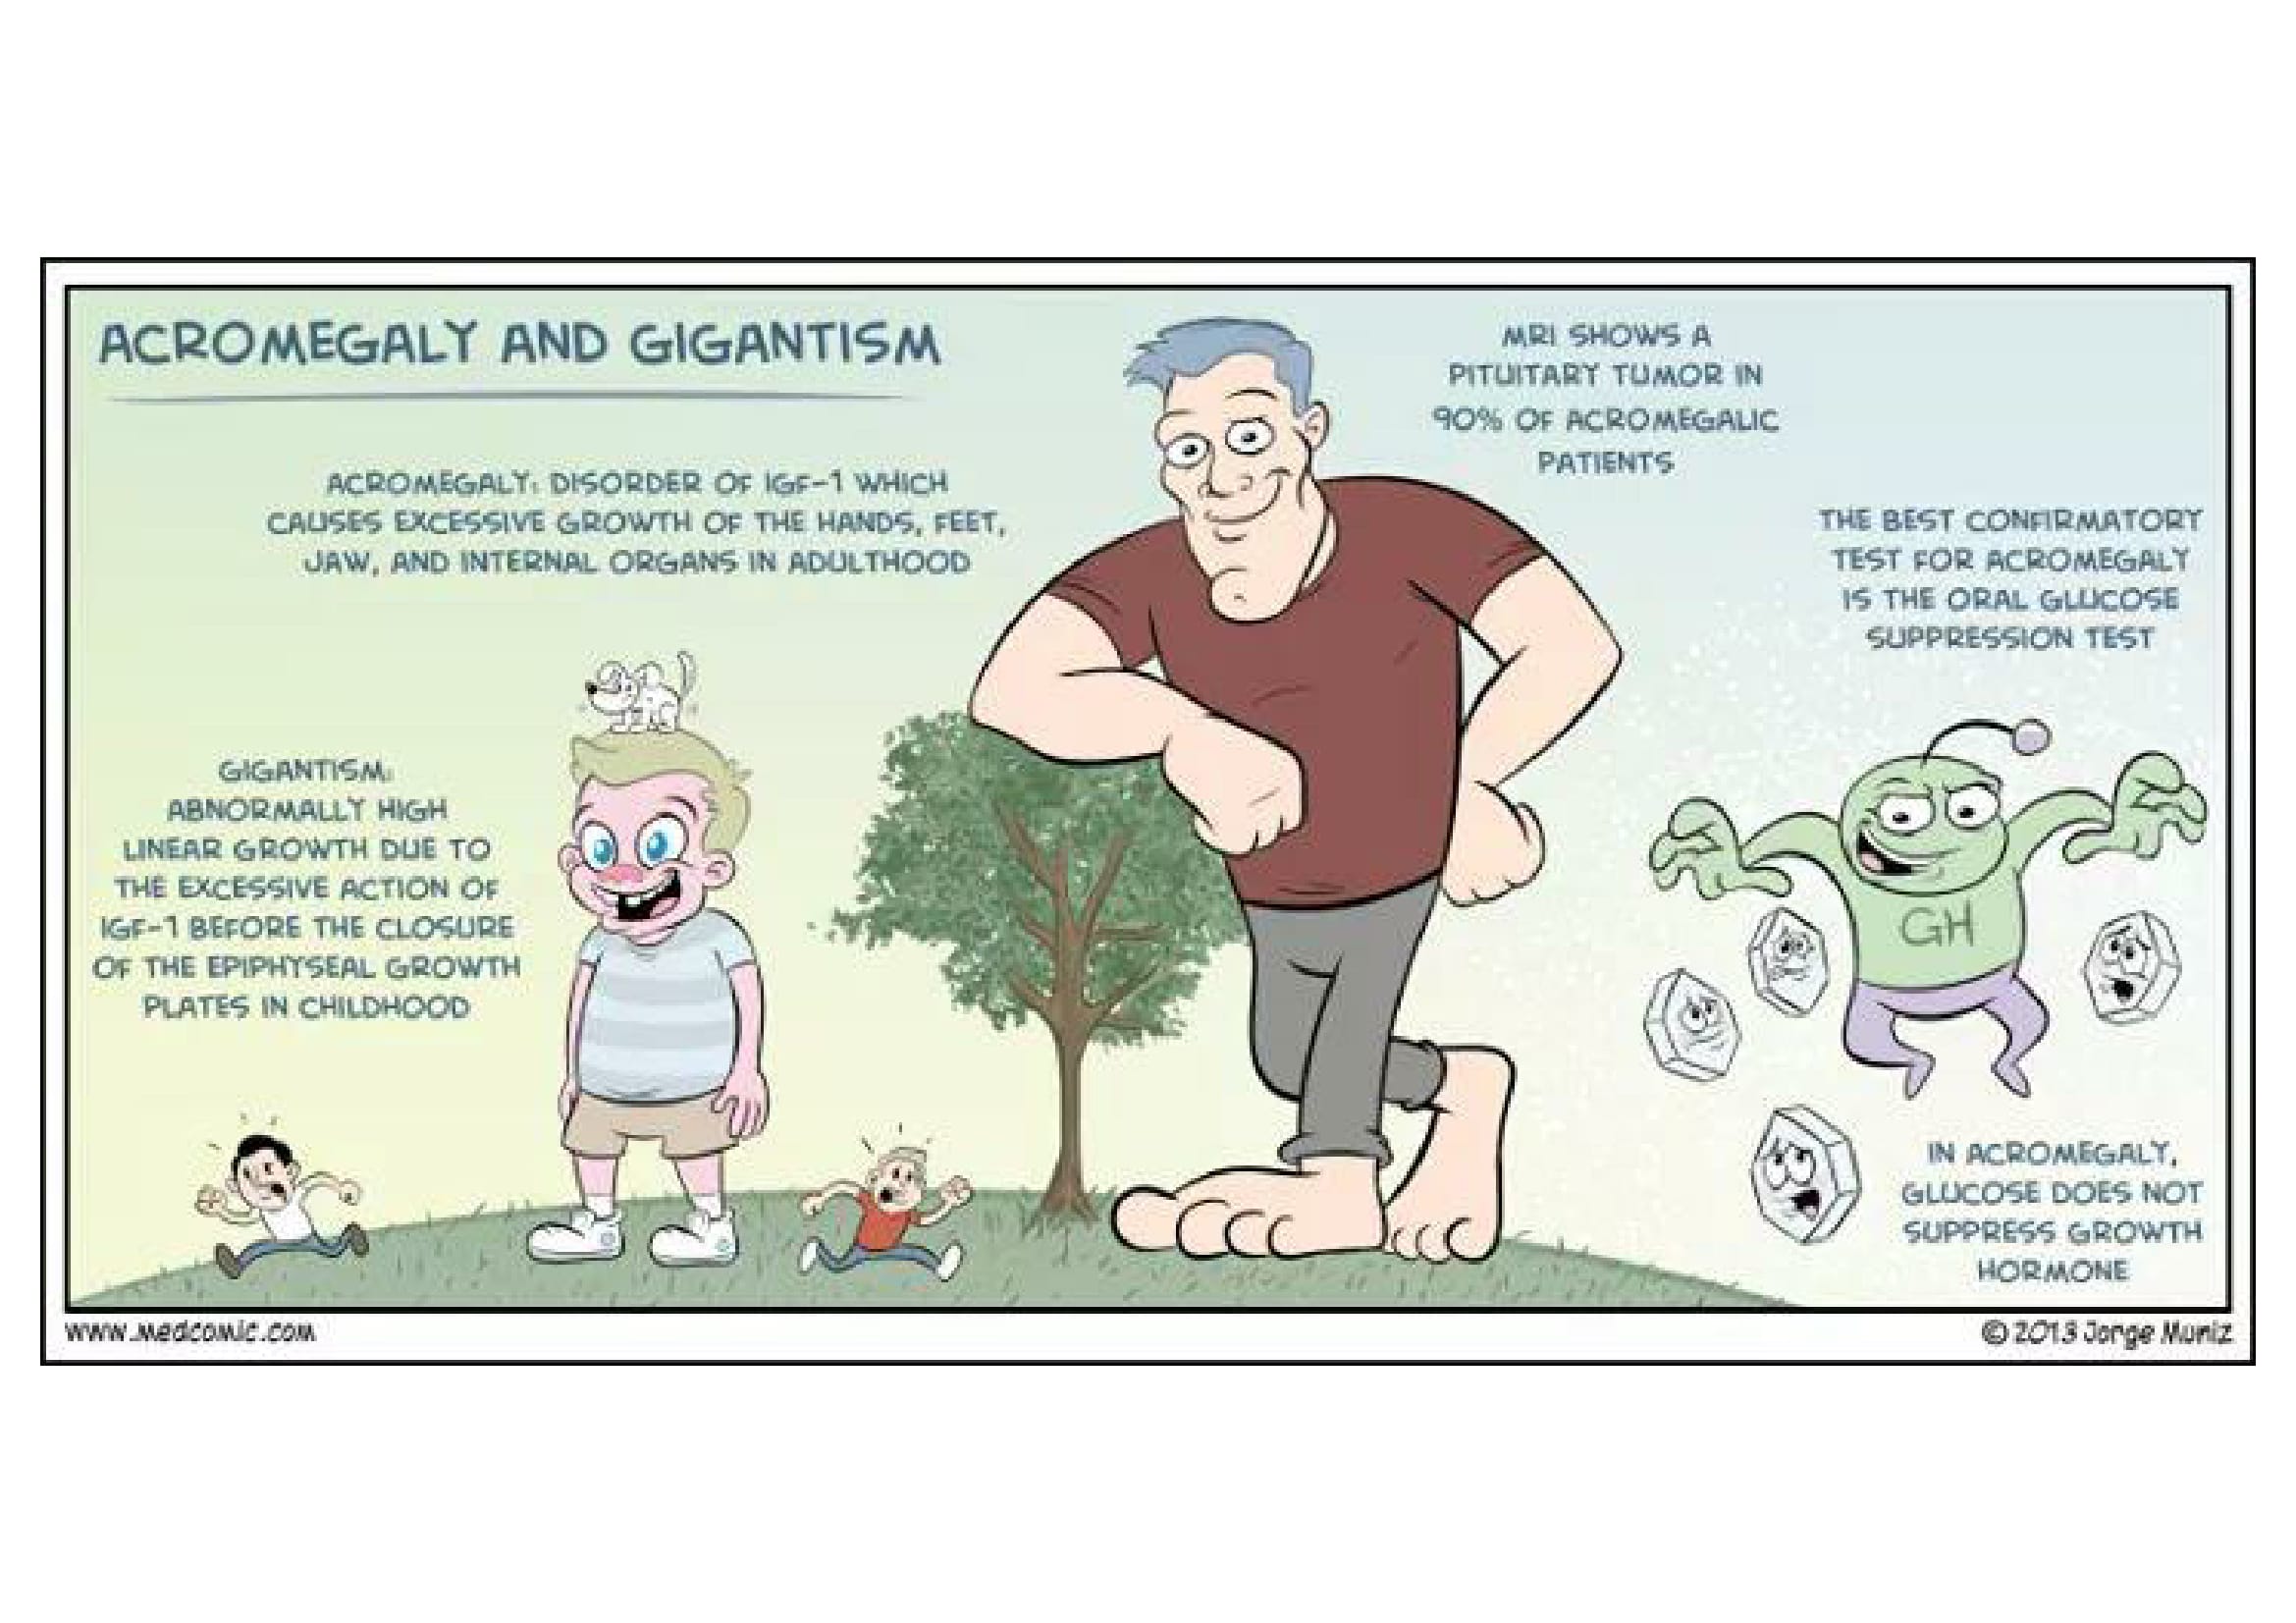 ACROMEGALY AND GIGANTISM
ACROMEGALY: DISORDER OF IGF-1 WHICH
CAUSES EXCESSIVE GROWTH OF THE HANDS, FEET,
JAW, AND INTERNAL ORGANS IN ADULTHOOD
GIGANTISM:
ABNORMALLY HIGH
LINEAR GROWTH DUE TO
THE EXCESSIVE ACTION OF
IGF-1 BEFORE THE CLOSURE
OF THE EPIPHYSEAL GROWTH
PLATES IN CHILDHOOD
MRI SHOWS A
PITUITARY TUMOR IN
90% OF ACROMEGALIC
PATIENTS
THE BEST CONFIRMATORY
TEST FOR ACROMEGALY
IS THE ORAL GLUCOSE
SUPPRESSION TEST
GH
IN ACROMEGALY,
GLUCOSE DOES NOT
SUPPRESS GROWTH
HORMONE
www.medcomic.com
© 2013 Jorge Muniz